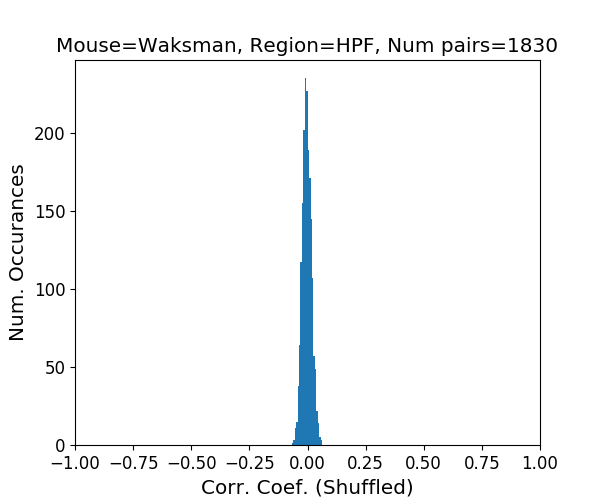 Mouse=Waksman, Region=HPF, Num pairs=1830
Num. Occurances
200
150
100
50
0
−1.00 −0.75 −0.50 −0.25 0.00 0.25 0.50 0.75 1.00
Corr. Coef. (Shuffled)